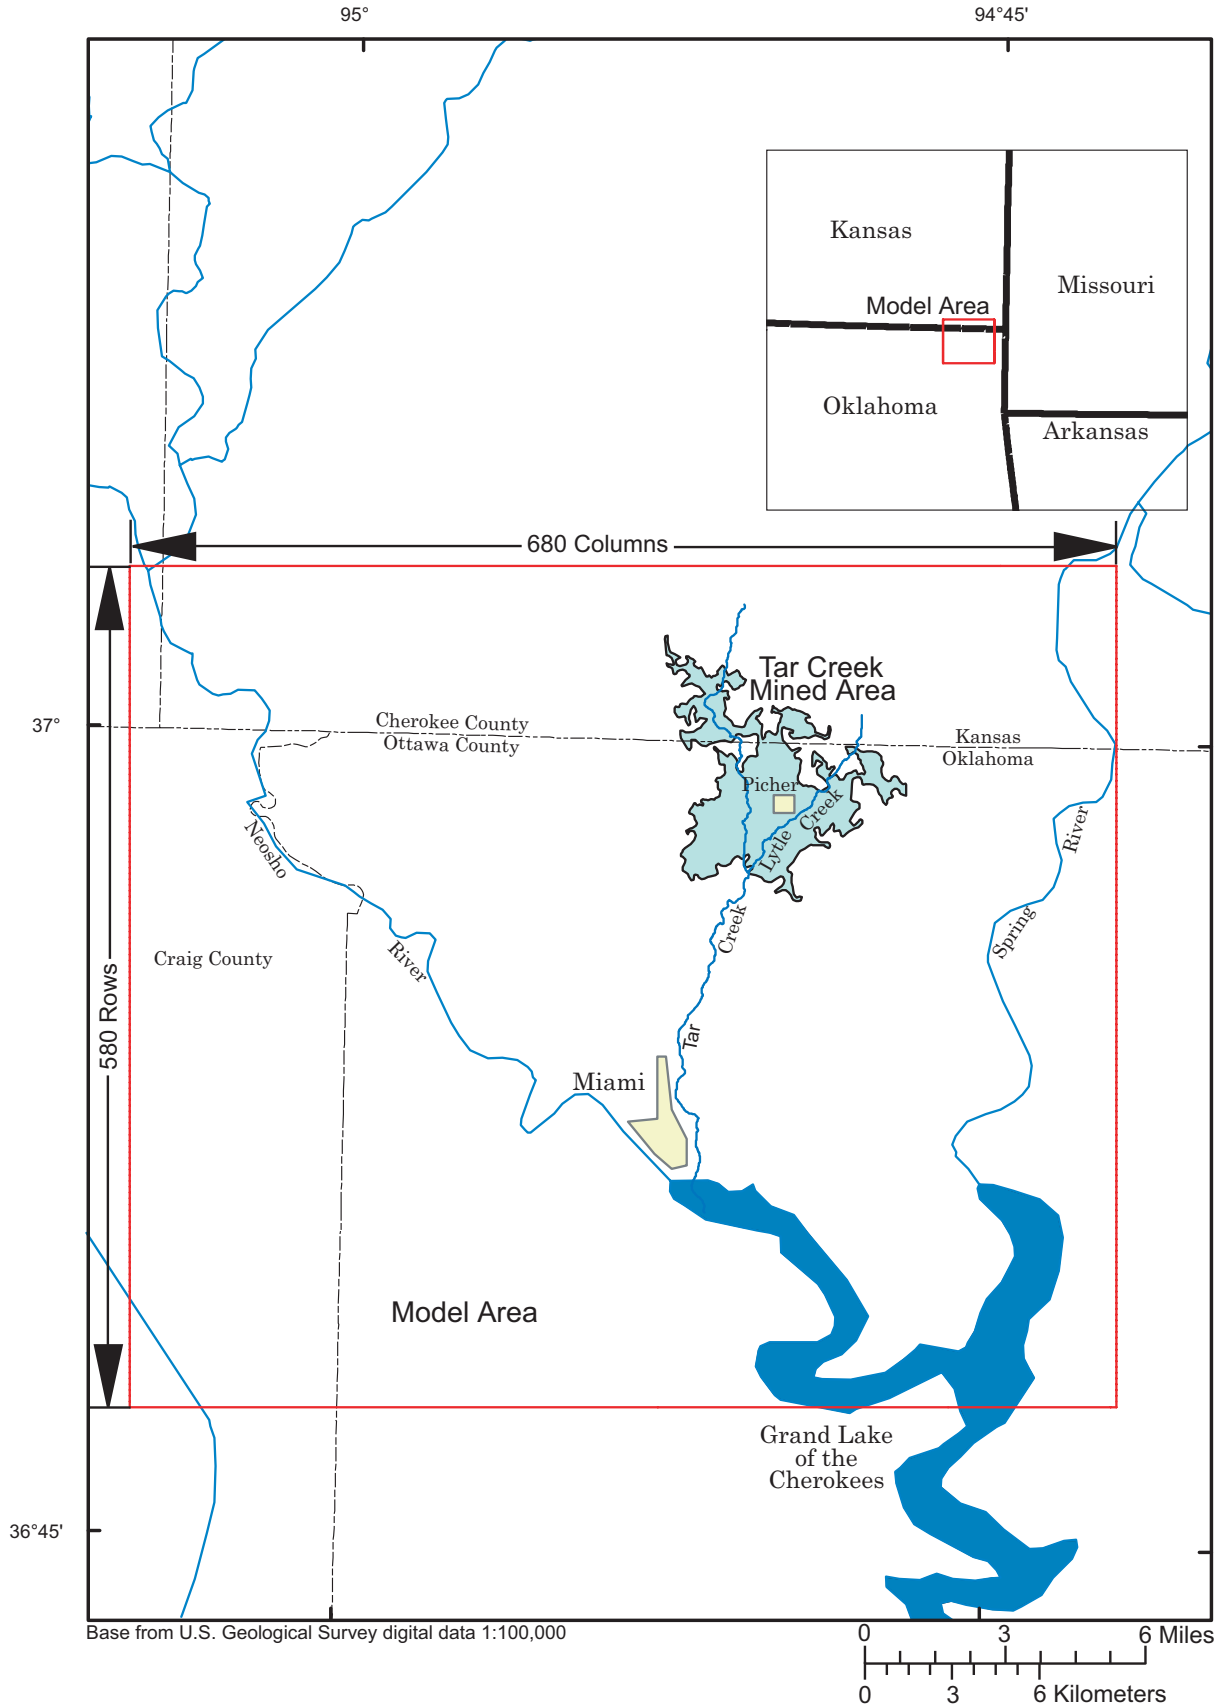 95°
94°45'
Kansas
Missouri
Model Area
Oklahoma
Arkansas
680 Columns
Tar Creek
Mined Area
37°
Cherokee County
Ottawa County
Kansas
Oklahoma
Picher
Lytle Creek
Neosho
River
Spring
River
Craig County
580 Rows
Creek
Tar
Miami
Model Area
Grand Lake
of the
Cherokees
36°45'
Base from U.S. Geological Survey digital data 1:100,000
0 3 6 Miles
0 3 6 Kilometers